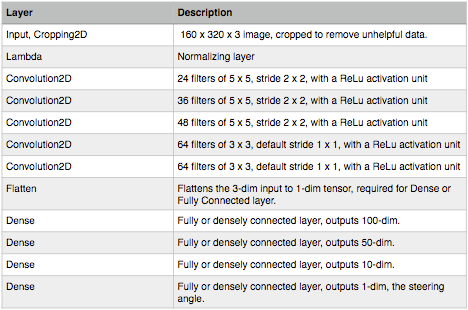 Layer Description
Input, Cropping2D 160 x 320 x 3 image, cropped to remove unhelpful data.
Lambda Normalizing layer
Convolution2D 24 filters of 5 x 5, stride 2 x 2, with a ReLu activation unit
Convolution2D 36 filters of 5 x 5, stride 2 x 2, with a ReLu activation unit
Convolution2D 48 filters of 5 x 5, stride 2 x 2, with a ReLu activation unit
Convolution2D 64 filters of 3 x 3, default stride 1 x 1, with a ReLu activation unit
Convolution2D 64 filters of 3 x 3, default stride 1 x 1, with a ReLu activation unit
Flatten Flattens the 3-dim input to 1-dim tensor, required for Dense or
Fully Connected layer.
Dense Fully or densely connected layer, outputs 100-dim.
Dense Fully or densely connected layer, outputs 50-dim.
Dense Fully or densely connected layer, outputs 10-dim.
Dense Fully or densely connected layer, outputs 1-dim, the steering
angle.